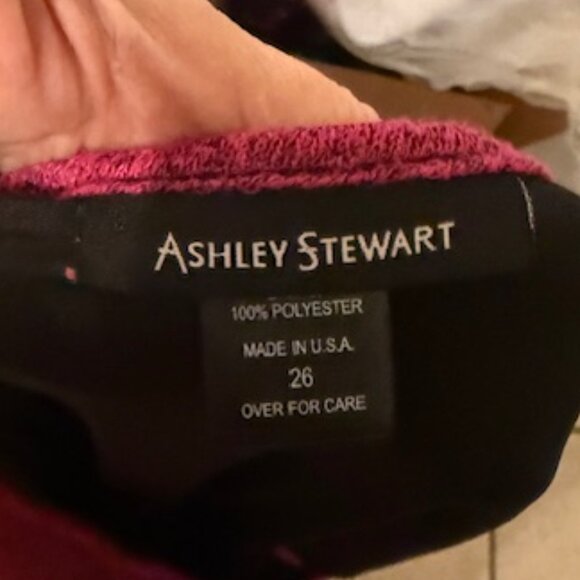 ASHLEY STEWART
100% POLYESTER
MADE IN U.S.A.
26
OVER FOR CARE